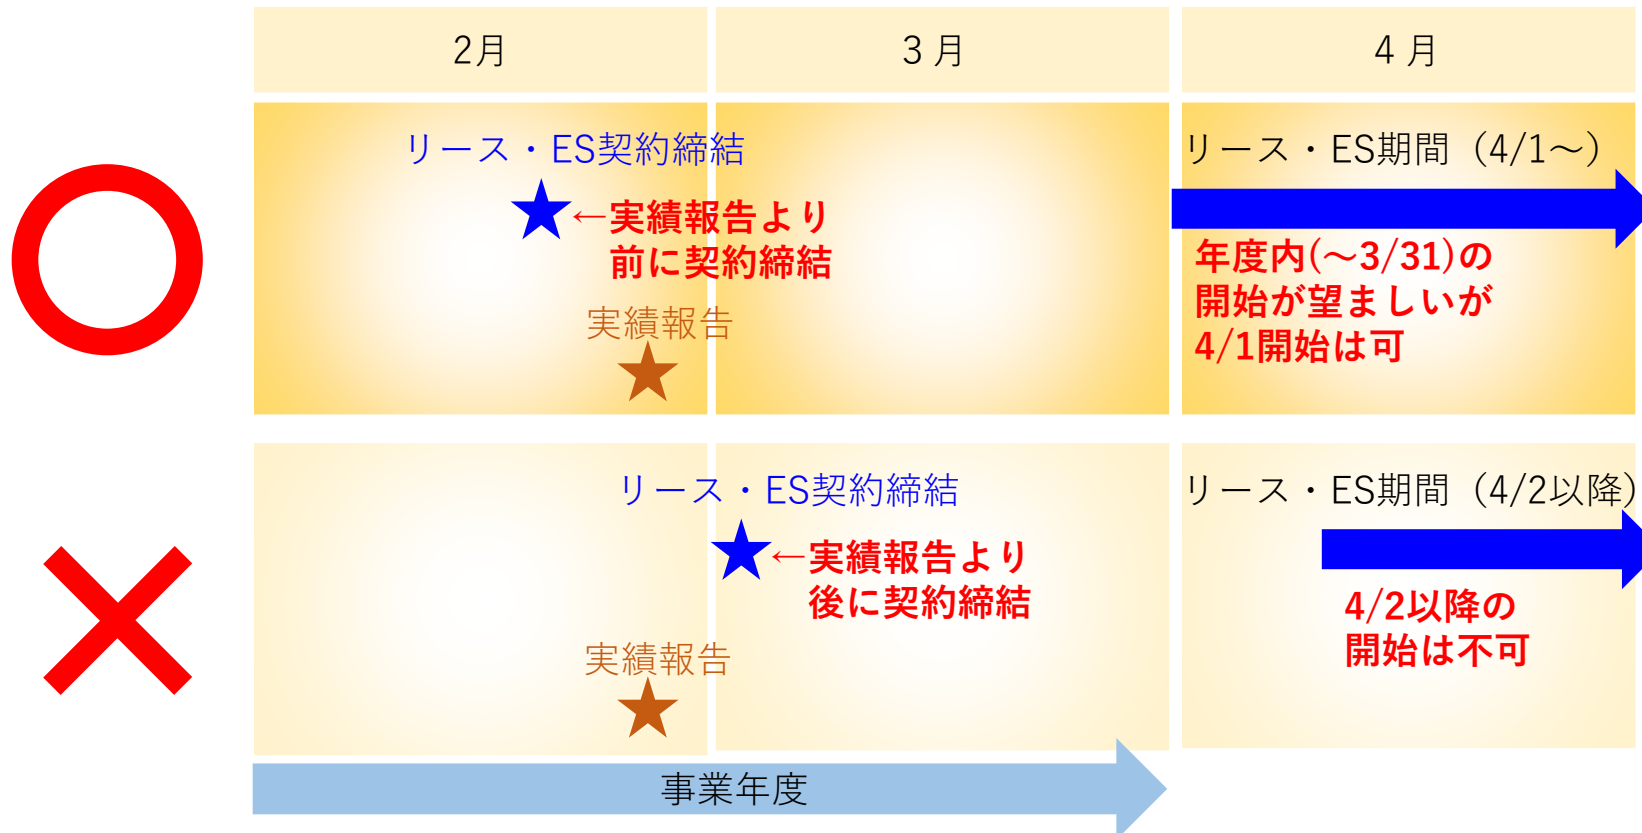 2月
3月
4月
リース・ES契約締結
←実績報告より
前に契約締結
実績報告
リース・ES期間（4/1～）
年度内(～3/31)の
開始が望ましいが
4/1開始は可
リース・ES契約締結
←実績報告より
後に契約締結
実績報告
リース・ES期間（4/2以降)
4/2以降の
開始は不可
事業年度